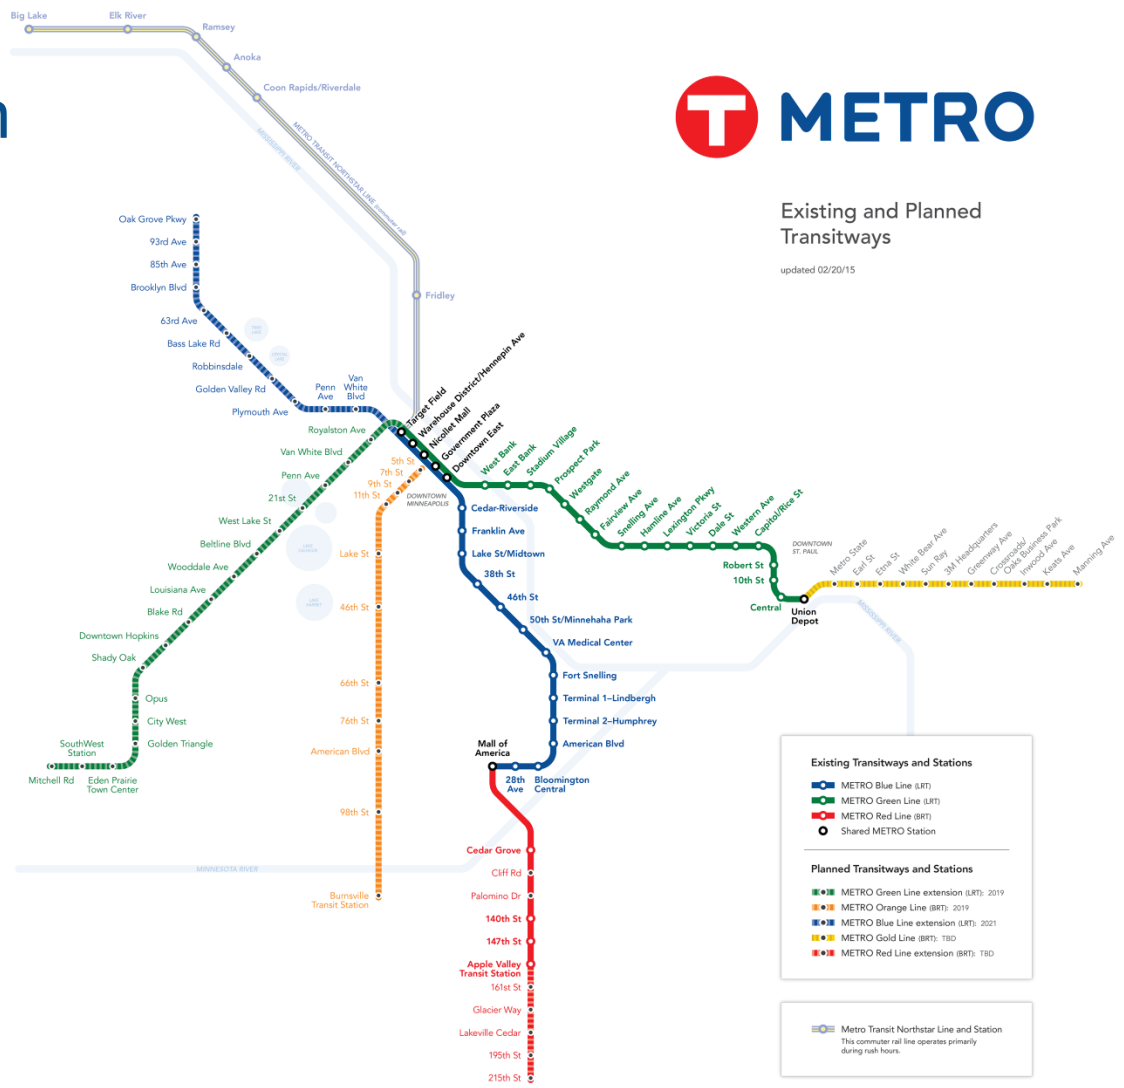 Big Lake
Elk River
Ramsey
Anoka
Coon Rapids/Riverdale
METRO TRANSIT NORTHSTAR LINE (commuter rail)
MISSISSIPPI RIVER
Fridley
T METRO
Existing and Planned
Transitways
updated 02/20/15
Oak Grove Pkwy
93rd Ave
85th Ave
Brooklyn Blvd
63rd Ave
Bass Lake Rd
Robbinsdale
Golden Valley Rd
Plymouth Ave
Penn
Ave
Van
White
Blvd
Target Field
Warehouse District/Hennepin Ave
Nicollet Mall
Government Plaza
Downtown East
Royalston Ave
Van White Blvd
Penn Ave
21st St
West Lake St
Beltline Blvd
Wooddale Ave
Louisiana Ave
Blake Rd
Downtown Hopkins
Shady Oak
Opus
City West
Golden Triangle
SouthWest
Station
Mitchell Rd
Eden Prairie
Town Center
5th St
7th St
9th St
11th St
DOWNTOWN
MINNEAPOLIS
Lake St
46th St
66th St
76th St
American Blvd
98th St
Burnsville
Transit Station
MINNESOTA RIVER
West Bank
East Bank
Stadium Village
Prospect Park
Westgate
Raymond Ave
Fairview Ave
Snelling Ave
Hamline Ave
Lexington Pkwy
Victoria St
Dale St
Western Ave
Capitol/Rice St
Robert St
10th St
Central
DOWNTOWN
ST. PAUL
Union
Depot
Metro State
Earl St
Etna St
White Bear Ave
Sun Ray
3M Headquarters
Greenway Ave
Crossroads/
Oaks Business Park
Inwood Ave
Keats Ave
Manning Ave
MISSISSIPPI RIVER
Cedar-Riverside
Franklin Ave
Lake St/Midtown
38th St
46th St
50th St/Minnehaha Park
VA Medical Center
Fort Snelling
Terminal 1–Lindbergh
Terminal 2–Humphrey
American Blvd
Mall of
America
28th
Ave
Bloomington
Central
Cedar Grove
Cliff Rd
Palomino Dr
140th St
147th St
Apple Valley
Transit Station
161st St
Glacier Way
Lakeville Cedar
195th St
215th St
Existing Transitways and Stations
METRO Blue Line (LRT)
METRO Green Line (LRT)
METRO Red Line (BRT)
Shared METRO Station
Planned Transitways and Stations
METRO Green Line extension (LRT): 2019
METRO Orange Line (BRT): 2019
METRO Blue Line extension (LRT): 2021
METRO Gold Line (BRT): TBD
METRO Red Line extension (BRT): TBD
Metro Transit Northstar Line and Station
This commuter rail line operates primarily
during rush hours.